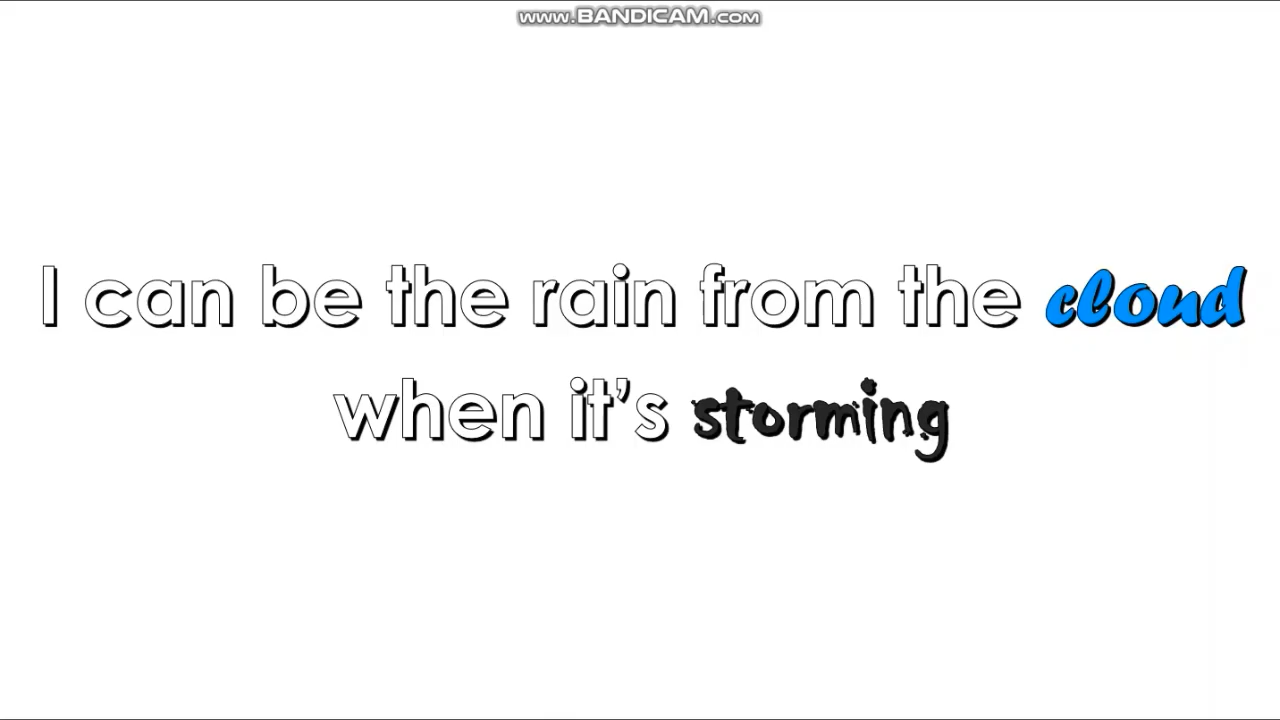 www.BANDICAM.com
I can be the rain from the cloud
when it's storming